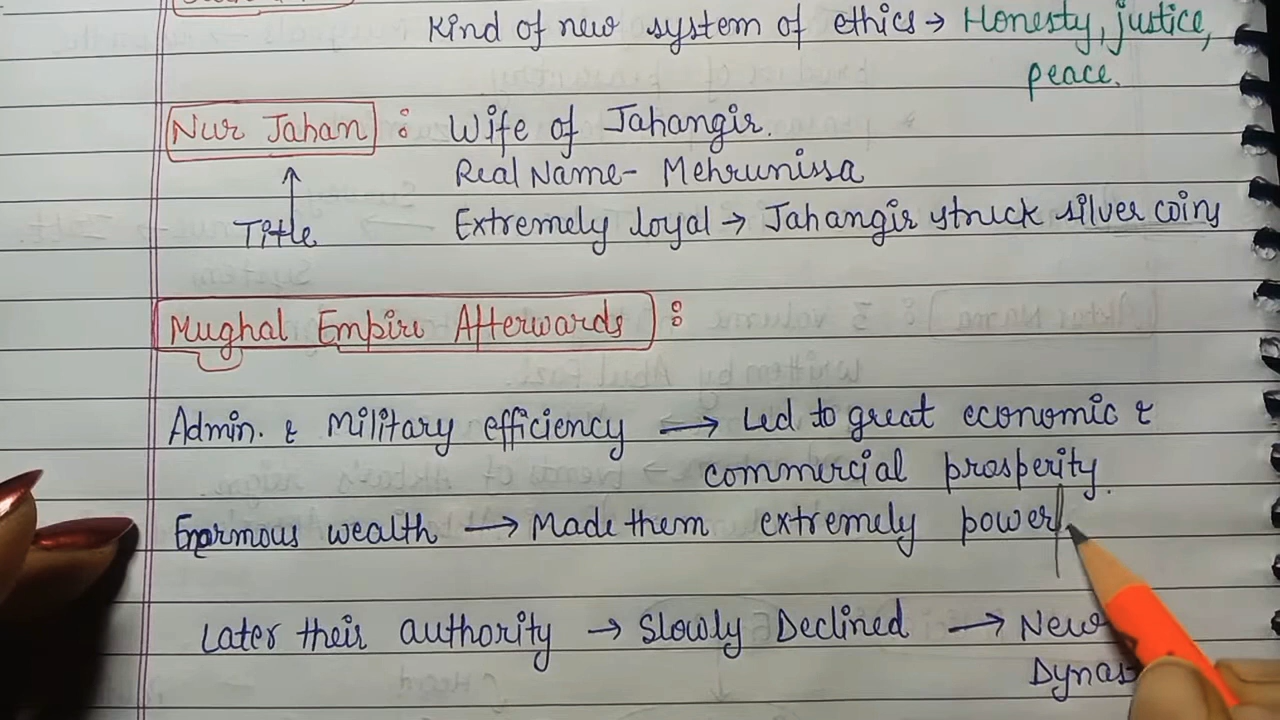 Kind of new system of ethics → Honesty, justice,
peace.
Nur Jahan : Wife of Jahangir.
Real Name- Mehrunissa
Title
Extremely loyal → Jahangir struck silver coins
Mughal Empire Afterwards :
Admin. & Military efficiency → Led to great economic &
commercial prosperity.
Enormous wealth → Made them extremely power
Later their authority → Slowly Declined → New